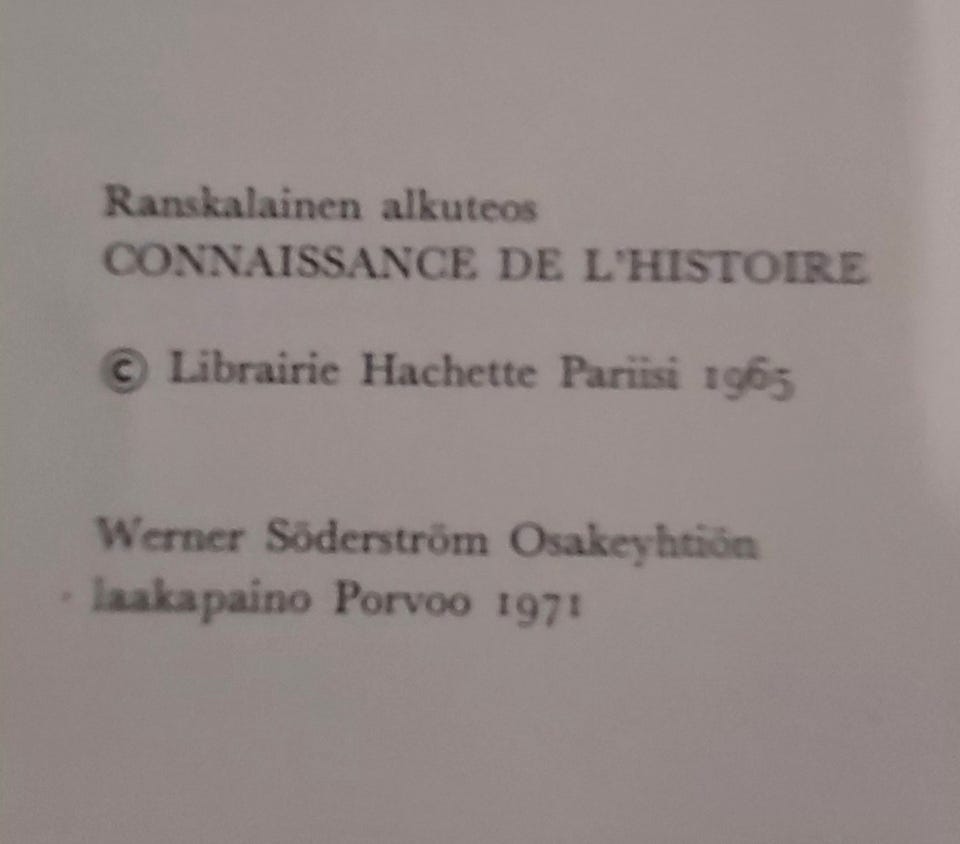 Ranskalainen alkuteos
CONNAISSANCE DE L'HISTOIRE
© Librairie Hachette Pariisi 1965
Werner Söderström Osakeyhtiön
laakapaino Porvoo 1971